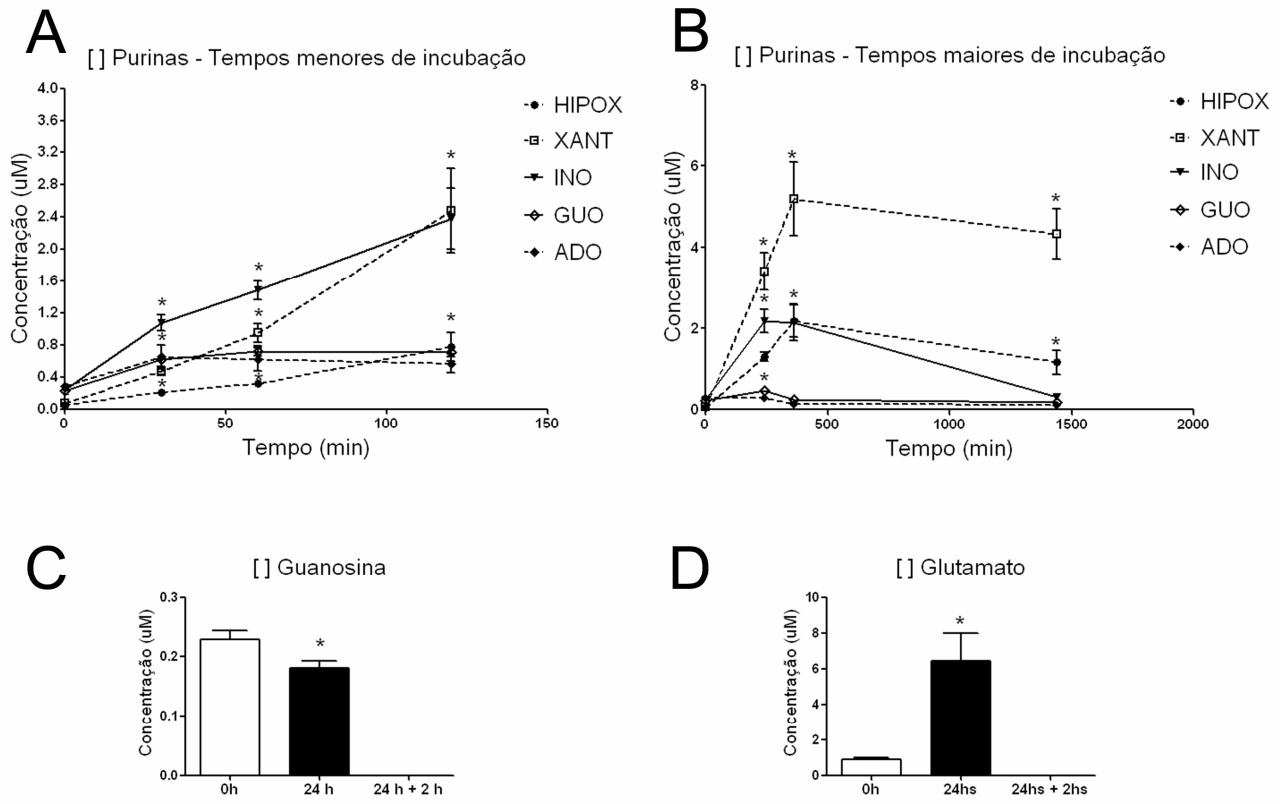 A
[ ] Purinas - Tempos menores de incubação
4.0
3.6
3.2
2.8
2.4
2.0
1.6
1.2
0.8
0.4
0.0
Concentração (uM)
0
50
100
150
Tempo (min)
HIPOX
XANT
INO
GUO
ADO
*
*
*
*
*
*
*
*
B
[ ] Purinas - Tempos maiores de incubação
8
6
4
2
0
Concentração (uM)
0
500
1000
1500
2000
Tempo (min)
HIPOX
XANT
INO
GUO
ADO
*
*
*
*
*
*
*
C
[ ] Guanosina
0.3
0.2
0.1
0.0
Concentração (uM)
*
0h
24 h
24 h + 2 h
D
[ ] Glutamato
10
8
6
4
2
0
Concentração (uM)
*
0h
24hs
24hs + 2hs